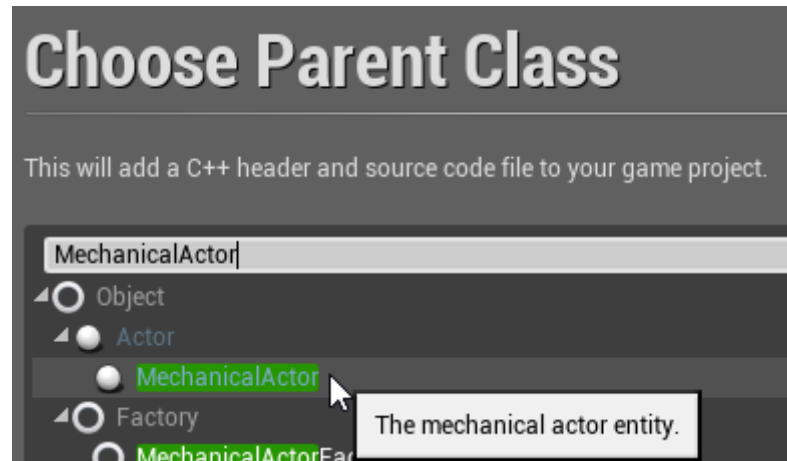 Choose Parent Class
This will add a C++ header and source code file to your game project.
MechanicalActor
Object
Actor
MechanicalActor
Factory
The mechanical actor entity.